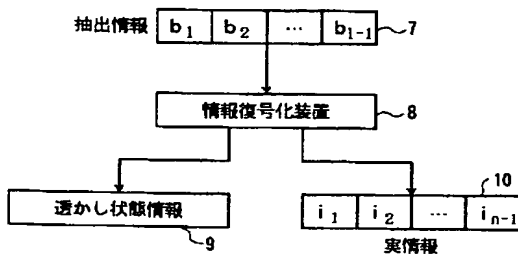 抽出情報 b₁ b₂ … b₁₋₁ 7
情報復号化装置 8
10
透かし状態情報 i₁ i₂ … iₙ₋₁
9 実情報